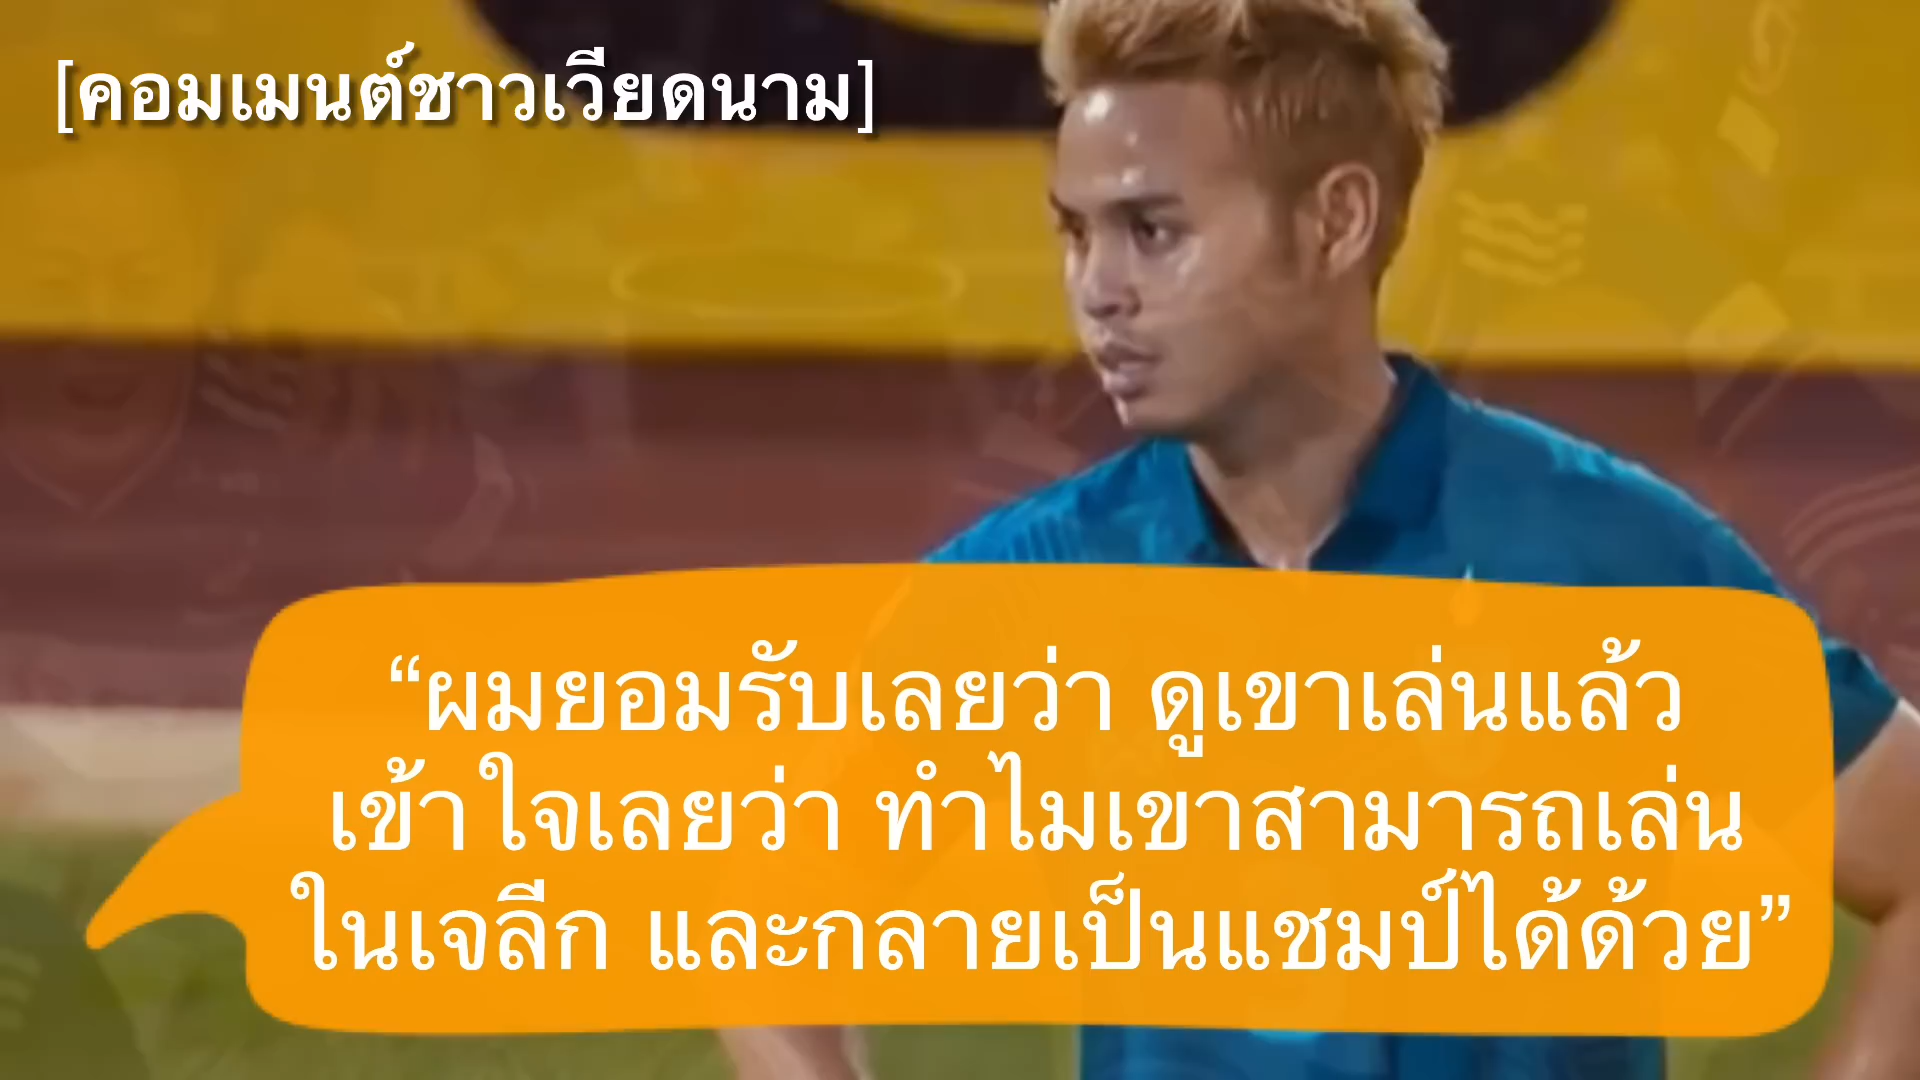 [คอมเมนต์ชาวเวียดนาม]
“ผมยอมรับเลยว่า ดูเขาเล่นแล้ว
เข้าใจเลยว่า ทำไมเขาสามารถเล่น
ในเจลีก และกลายเป็นแชมป์ได้ด้วย”